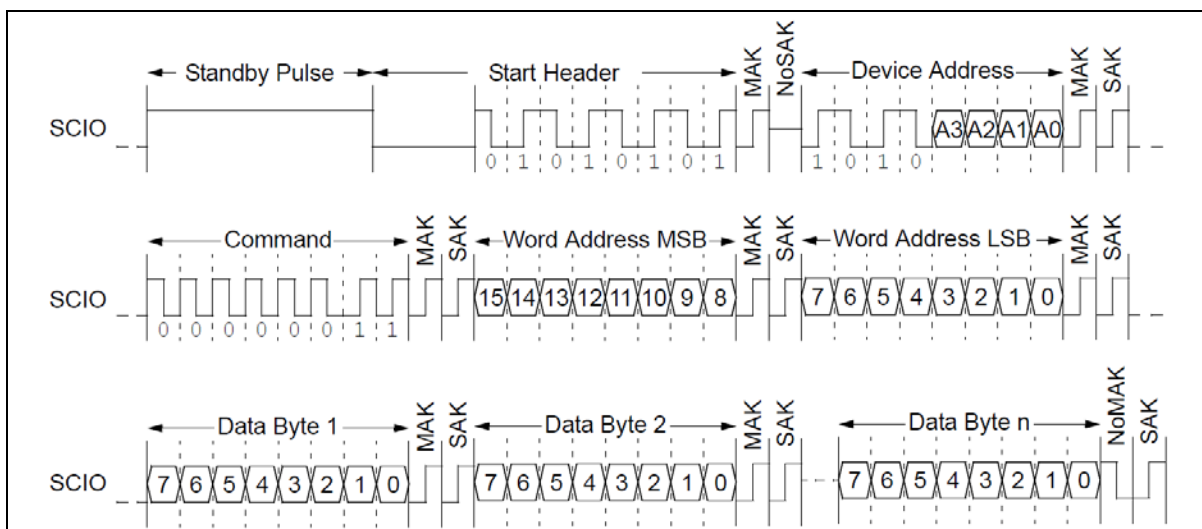 Standby Pulse Start Header MAK NoSAK Device Address MAK SAK
SCIO A3 A2 A1 A0
0 1 0 1 0 1 0 1 1 0 1 0
Command MAK SAK Word Address MSB MAK SAK Word Address LSB MAK SAK
SCIO 15 14 13 12 11 10 9 8 7 6 5 4 3 2 1 0
0 0 0 0 0 0 1 1
Data Byte 1 MAK SAK Data Byte 2 MAK SAK Data Byte n NoMAK SAK
SCIO 7 6 5 4 3 2 1 0 7 6 5 4 3 2 1 0 7 6 5 4 3 2 1 0